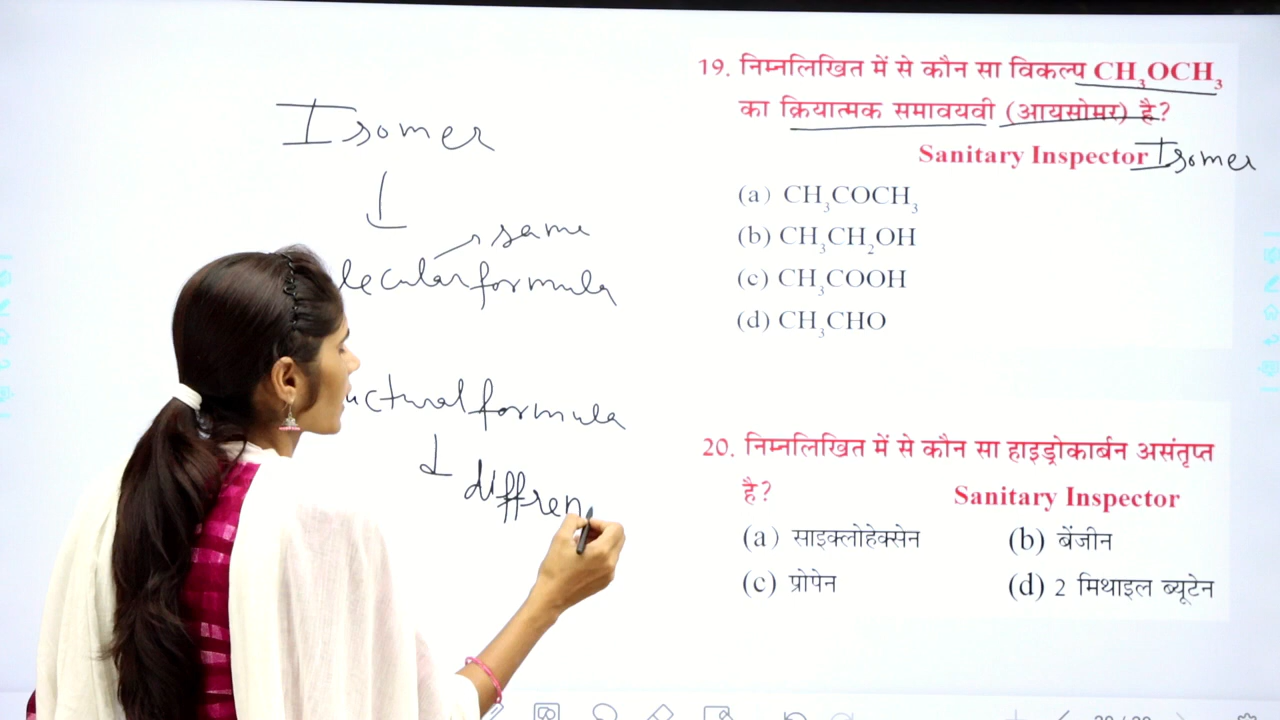 Isomer
same
lecular formula
uctural formula
diffren
19. निम्नलिखित में से कौन सा विकल्प CH₃OCH₃
का क्रियात्मक समावयवी (आयसोमर) है?
Sanitary Inspector Isomer
(a) CH₃COCH₃
(b) CH₃CH₂OH
(c) CH₃COOH
(d) CH₃CHO
20. निम्नलिखित में से कौन सा हाइड्रोकार्बन असंतृप्त
है? Sanitary Inspector
(a) साइक्लोहेक्सेन (b) बेंजीन
(c) प्रोपेन (d) 2 मिथाइल ब्यूटेन